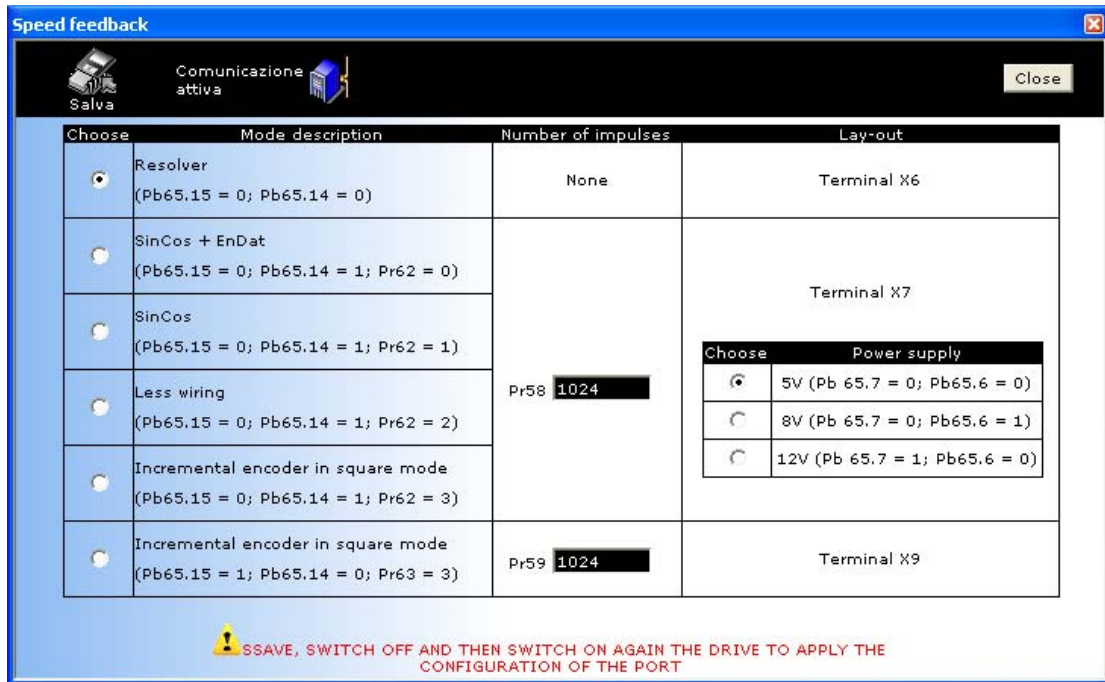 Speed feedback
Salva
Comunicazione
attiva
Close
Choose Mode description Number of impulses Lay-out
Resolver
(Pb65.15 = 0; Pb65.14 = 0)
None
Terminal X6
SinCos + EnDat
(Pb65.15 = 0; Pb65.14 = 1; Pr62 = 0)
SinCos
(Pb65.15 = 0; Pb65.14 = 1; Pr62 = 1)
Less wiring
(Pb65.15 = 0; Pb65.14 = 1; Pr62 = 2)
Incremental encoder in square mode
(Pb65.15 = 0; Pb65.14 = 1; Pr62 = 3)
Pr58 1024
Terminal X7
Choose Power supply
5V (Pb 65.7 = 0; Pb65.6 = 0)
8V (Pb 65.7 = 0; Pb65.6 = 1)
12V (Pb 65.7 = 1; Pb65.6 = 0)
Incremental encoder in square mode
(Pb65.15 = 1; Pb65.14 = 0; Pr63 = 3)
Pr59 1024
Terminal X9
SSAVE, SWITCH OFF AND THEN SWITCH ON AGAIN THE DRIVE TO APPLY THE
CONFIGURATION OF THE PORT